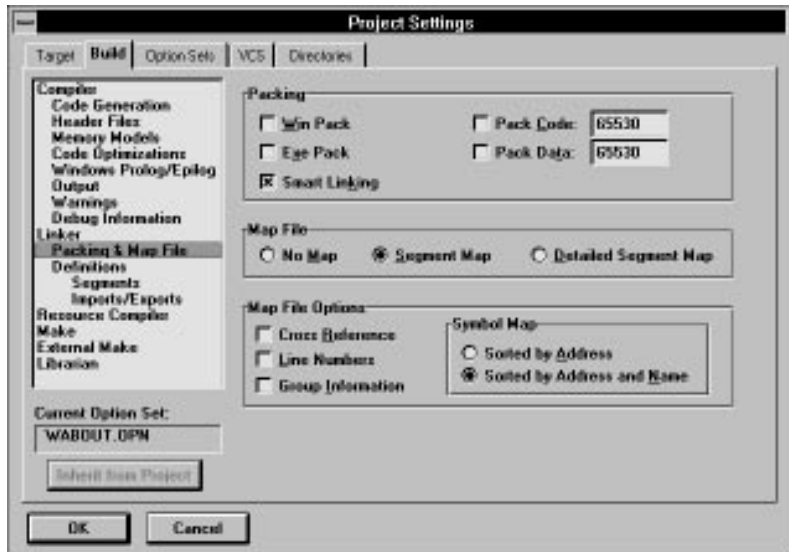 Project Settings
Target Build Option Sets VCS Directories
Compiler
Code Generation
Header Files
Memory Models
Code Optimizations
Windows Prolog/Epilog
Output
Warnings
Debug Information
Linker
Packing & Map File
Definitions
Segments
Imports/Exports
Resource Compiler
Make
External Make
Librarian
Current Option Set:
WABOUT.OPN
Inherit from Project
Packing
Win Pack
Pack Code: 65530
Exe Pack
Pack Data: 65530
Smart Linking
Map File
No Map Segment Map Detailed Segment Map
Map File Options
Cross Reference
Line Numbers
Group Information
Symbol Map
Sorted by Address
Sorted by Address and Name
OK Cancel